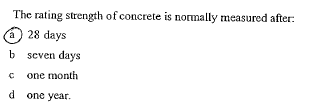 The rating strength of concrete is normally measured after:
a 28 days
b seven days
c one month
d one year.